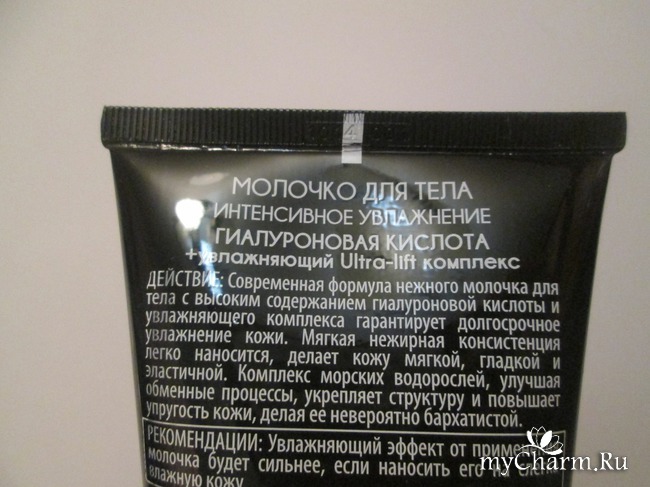 МОЛОЧКО ДЛЯ ТЕЛА
ИНТЕНСИВНОЕ УВЛАЖНЕНИЕ
ГИАЛУРОНОВАЯ КИСЛОТА
+увлажняющий Ultra-lift комплекс
ДЕЙСТВИЕ: Современная формула нежного молочка для
тела с высоким содержанием гиалуроновой кислоты и
увлажняющего комплекса гарантирует долгосрочное
увлажнение кожи. Мягкая нежирная консистенция
легко наносится, делает кожу мягкой, гладкой и
эластичной. Комплекс морских водорослей, улучшая
обменные процессы, укрепляет структуру и повышает
упругость кожи, делая ее невероятно бархатистой.
РЕКОМЕНДАЦИИ: Увлажняющий эффект от
молочка будет сильнее, если наносить его на
влажную кожу
myCharm.Ru